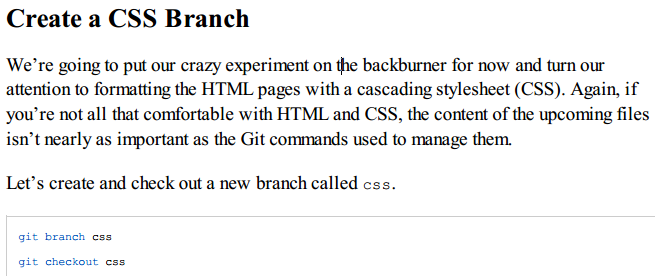 Create a CSS Branch
We’re going to put our crazy experiment on the backburner for now and turn our
attention to formatting the HTML pages with a cascading stylesheet (CSS). Again, if
you’re not all that comfortable with HTML and CSS, the content of the upcoming files
isn’t nearly as important as the Git commands used to manage them.
Let’s create and check out a new branch called css.
git branch css
git checkout css